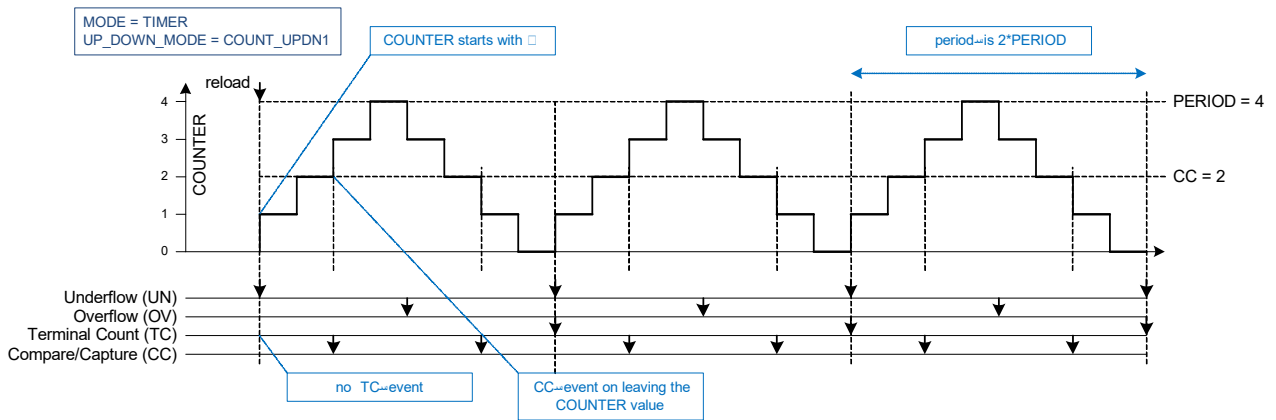 MODE = TIMER
UP_DOWN_MODE = COUNT_UPDN1
COUNTER starts with
period is 2*PERIOD
reload
4
PERIOD = 4
3
COUNTER
2
CC = 2
1
0
Underflow (UN)
Overflow (OV)
Terminal Count (TC)
Compare/Capture (CC)
no TC event
CC event on leaving the
COUNTER value